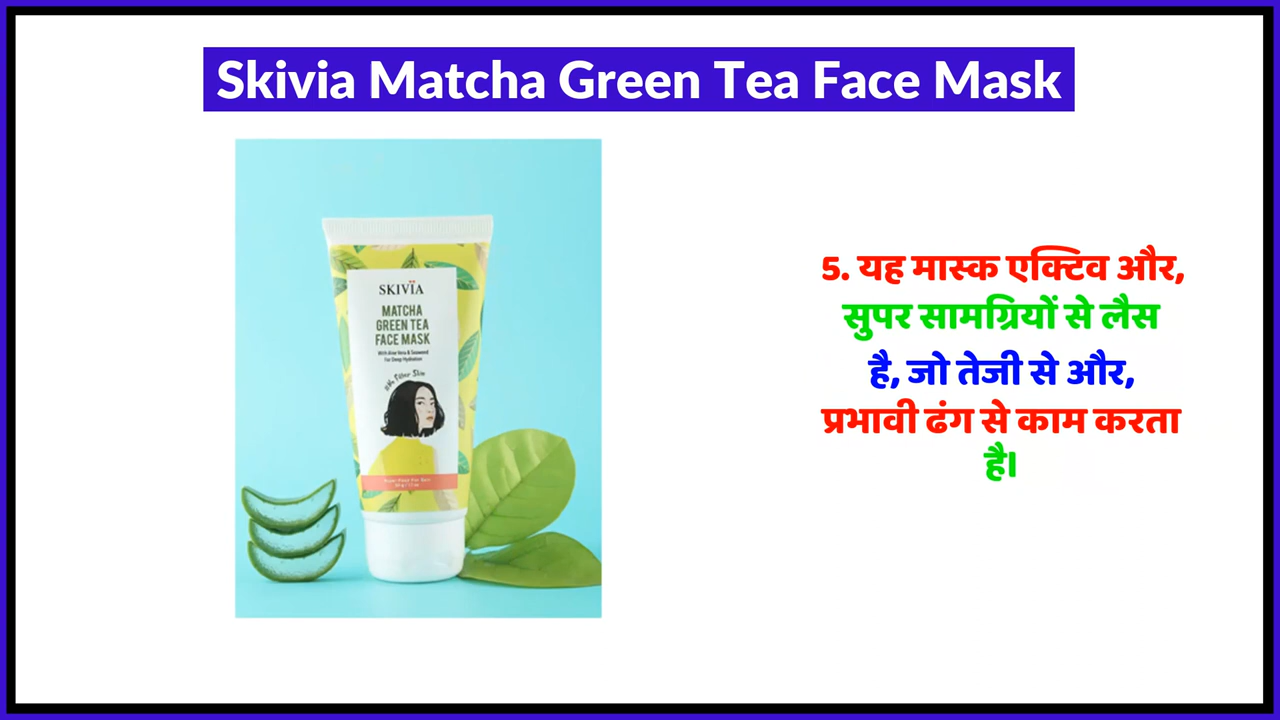 Skivia Matcha Green Tea Face Mask
SKIVIA
MATCHA
GREEN TEA
FACE MASK
With Aloe Vera & Seaweed
For Deep Hydration
5. यह मास्क एक्टिव और,
सुपर सामग्रियों से लैस
है, जो तेजी से और,
प्रभावी ढंग से काम करता
है।